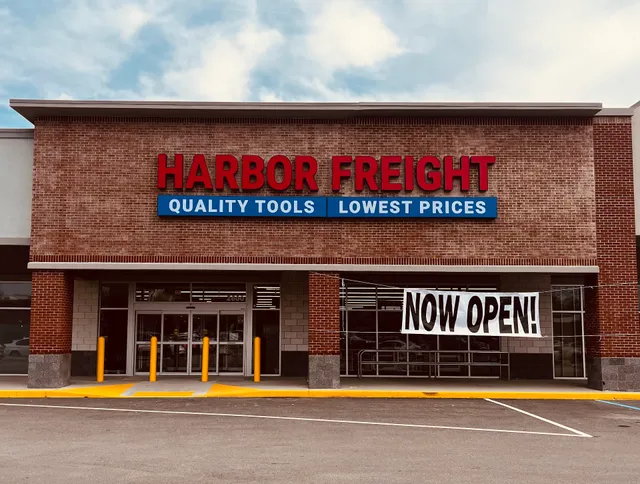 HARBOR FREIGHT
QUALITY TOOLS LOWEST PRICES
NOW OPEN!